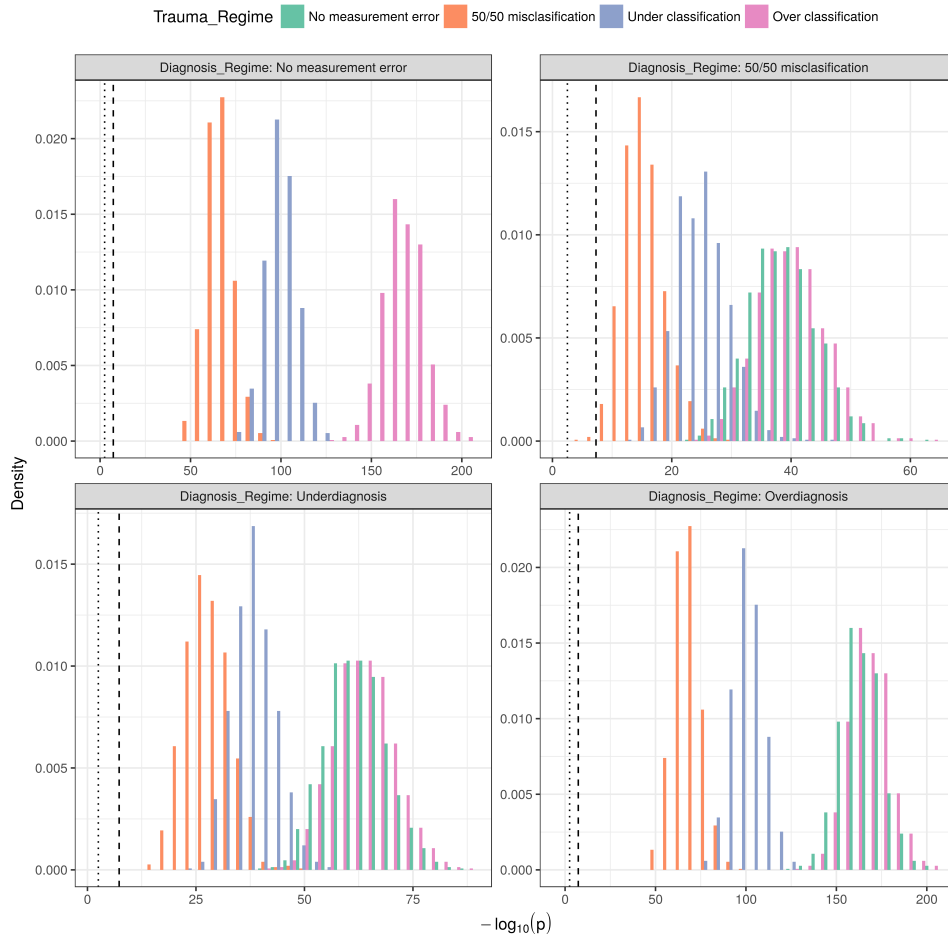 Trauma_Regime No measurement error 50/50 misclasification Under classification Over classification
Diagnosis_Regime: No measurement error
Diagnosis_Regime: 50/50 misclasification
0.020
0.015
0.010
0.005
0.000
0 50 100 150 200
0.015
0.010
0.005
0.000
0 20 40 60
Density
Diagnosis_Regime: Underdiagnosis
Diagnosis_Regime: Overdiagnosis
0.015
0.010
0.005
0.000
0 25 50 75
0.020
0.015
0.010
0.005
0.000
0 50 100 150 200
−log₁₀(p)